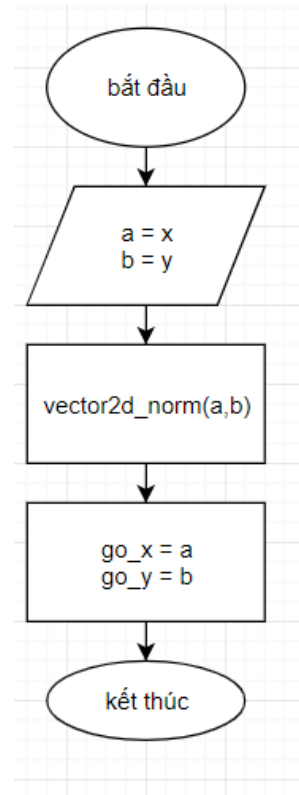 bắt đầu
a = x
b = y
vector2d_norm(a,b)
go_x = a
go_y = b
kết thúc